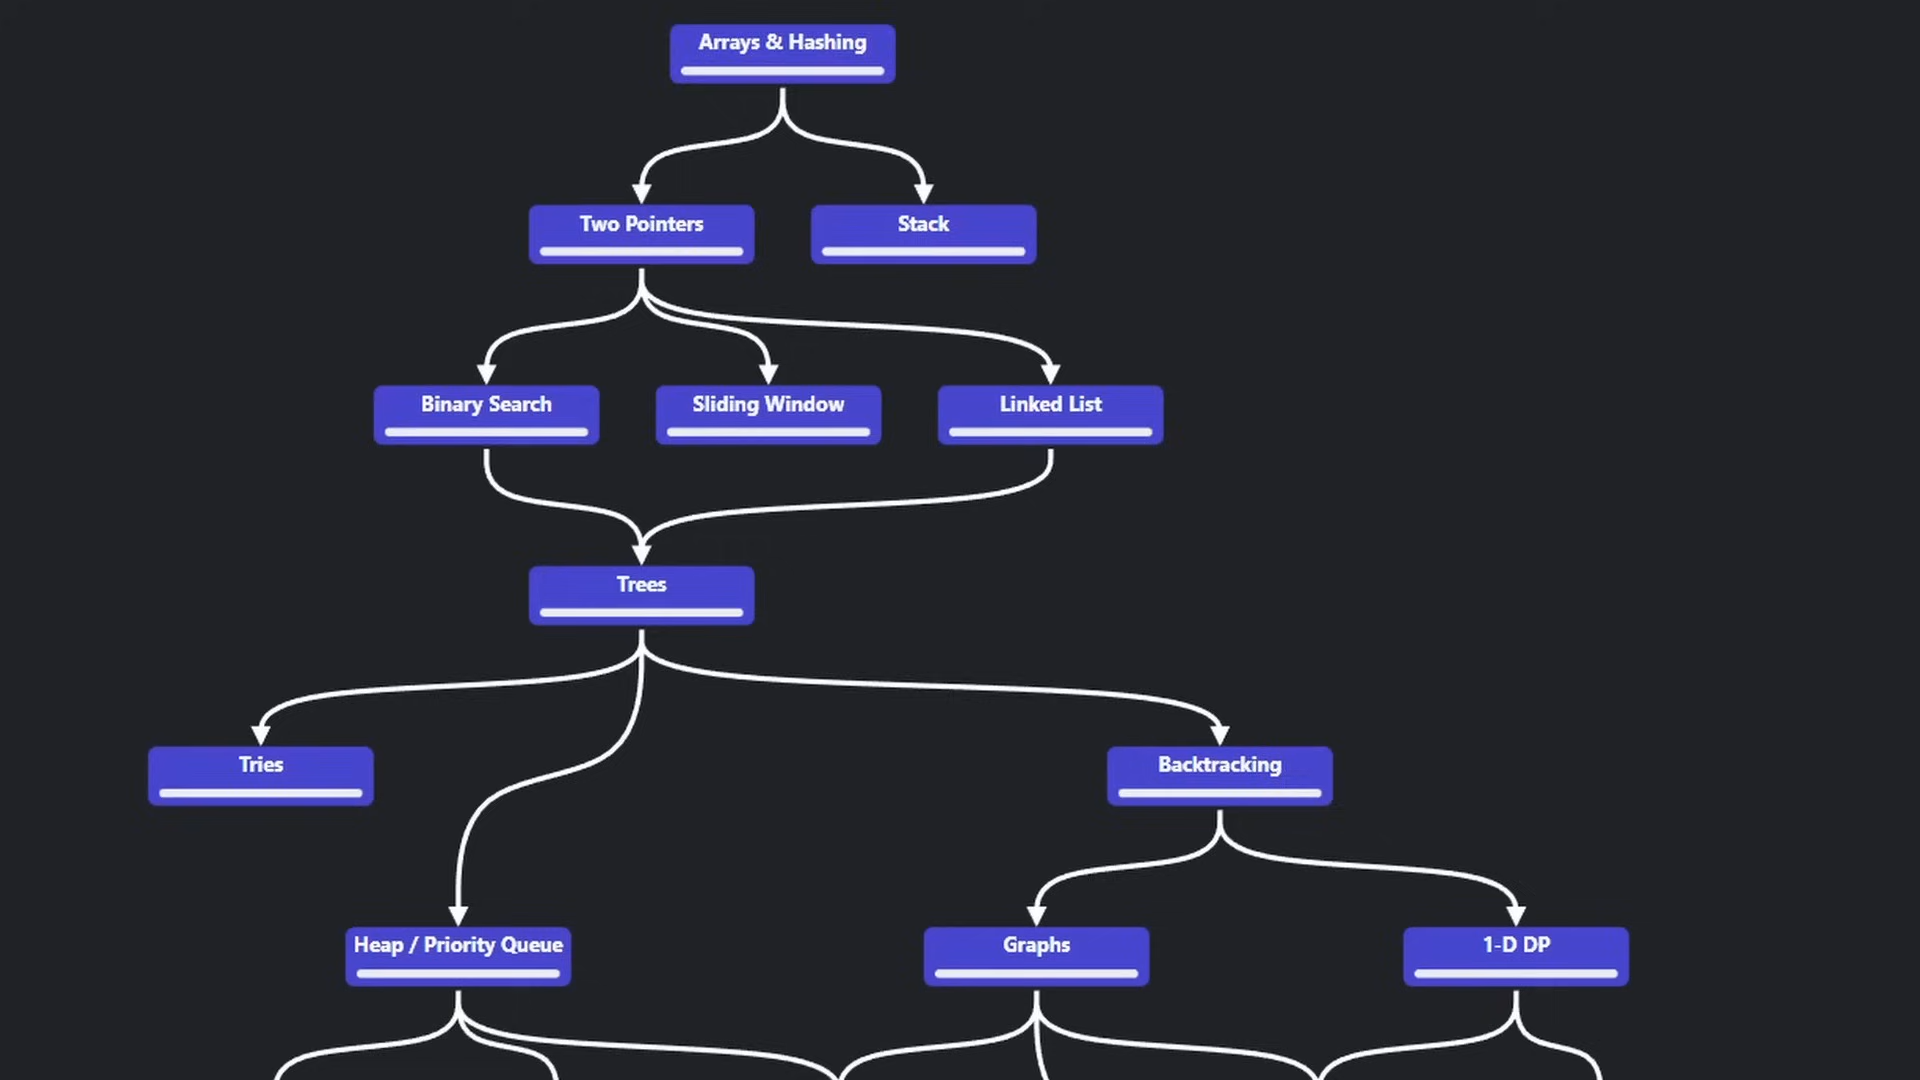 Arrays & Hashing
Two Pointers
Stack
Binary Search
Sliding Window
Linked List
Trees
Tries
Backtracking
Heap / Priority Queue
Graphs
1-D DP